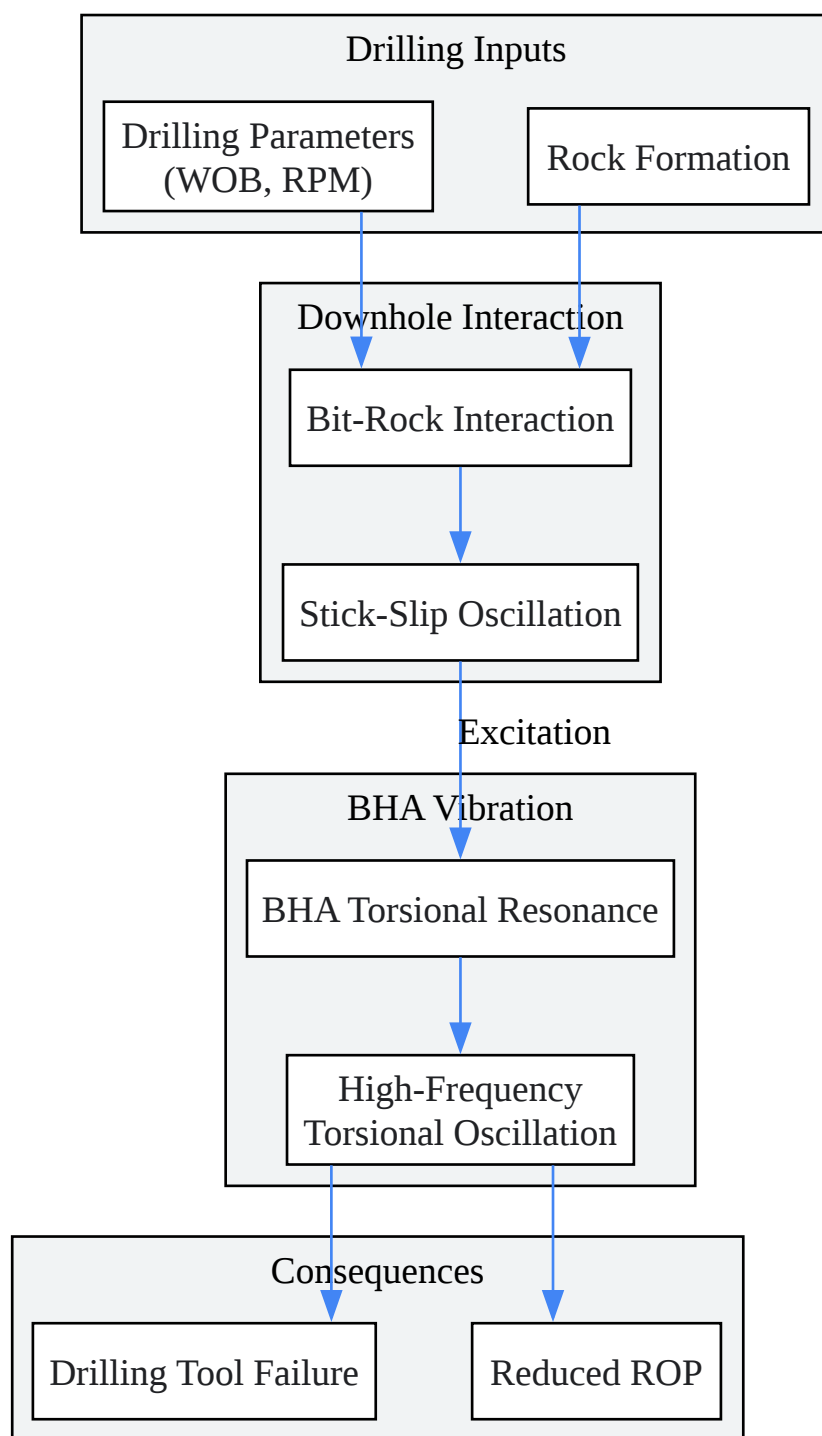 Drilling Inputs
Drilling Parameters
(WOB, RPM)
Rock Formation
Downhole Interaction
Bit-Rock Interaction
Stick-Slip Oscillation
Excitation
BHA Vibration
BHA Torsional Resonance
High-Frequency
Torsional Oscillation
Consequences
Drilling Tool Failure
Reduced ROP